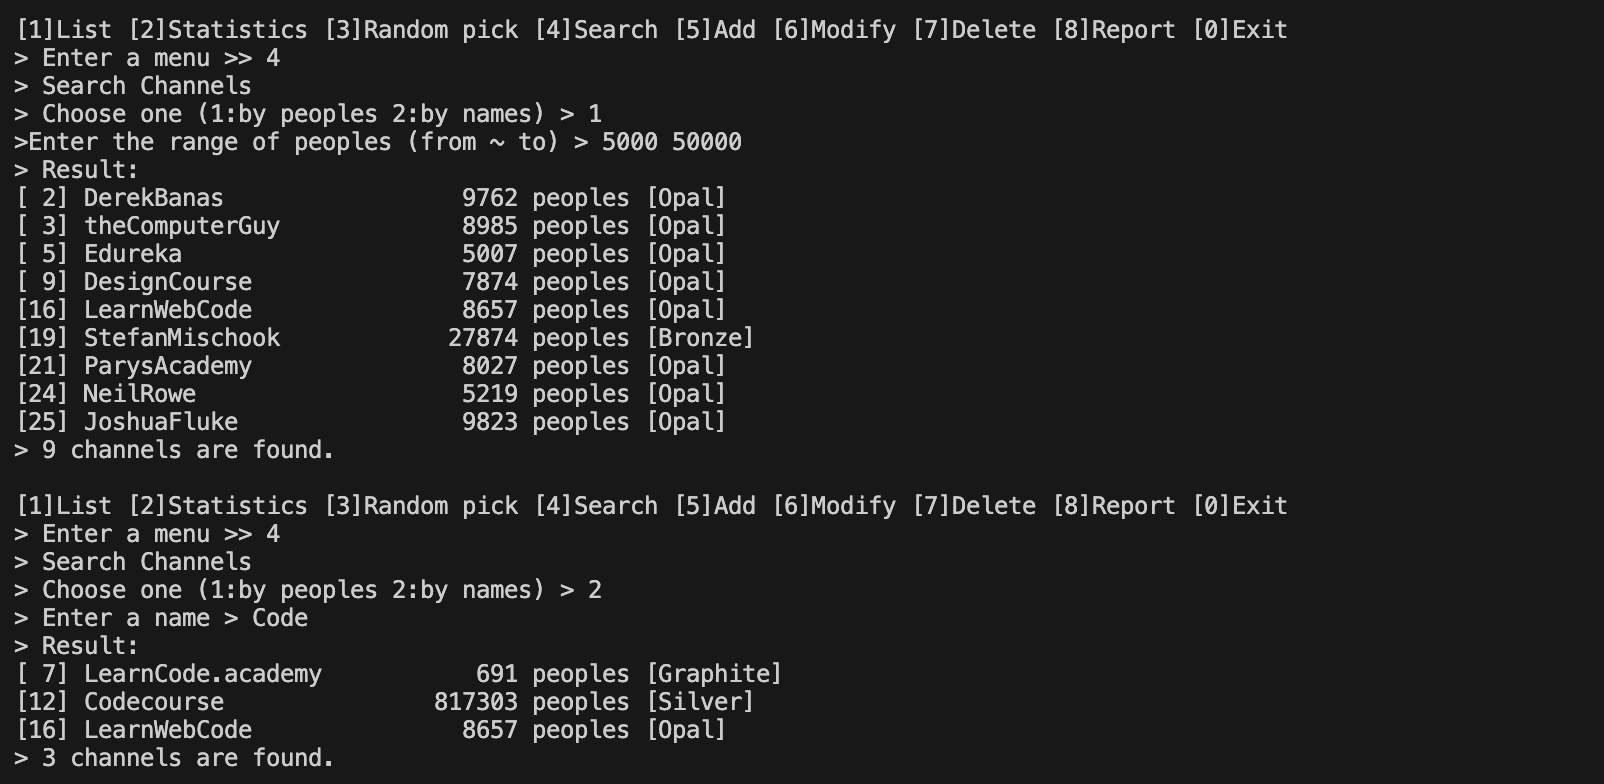 [1]List [2]Statistics [3]Random pick [4]Search [5]Add [6]Modify [7]Delete [8]Report [0]Exit
> Enter a menu >> 4
> Search Channels
> Choose one (1:by peoples 2:by names) > 1
>Enter the range of peoples (from ~ to) > 5000 50000
> Result:
[ 2] DerekBanas                 9762 peoples [Opal]
[ 3] theComputerGuy             8985 peoples [Opal]
[ 5] Edureka                    5007 peoples [Opal]
[ 9] DesignCourse               7874 peoples [Opal]
[16] LearnWebCode               8657 peoples [Opal]
[19] StefanMischook            27874 peoples [Bronze]
[21] ParysAcademy               8027 peoples [Opal]
[24] NeilRowe                   5219 peoples [Opal]
[25] JoshuaFluke                9823 peoples [Opal]
> 9 channels are found.

[1]List [2]Statistics [3]Random pick [4]Search [5]Add [6]Modify [7]Delete [8]Report [0]Exit
> Enter a menu >> 4
> Search Channels
> Choose one (1:by peoples 2:by names) > 2
> Enter a name > Code
> Result:
[ 7] LearnCode.academy           691 peoples [Graphite]
[12] Codecourse               817303 peoples [Silver]
[16] LearnWebCode               8657 peoples [Opal]
> 3 channels are found.